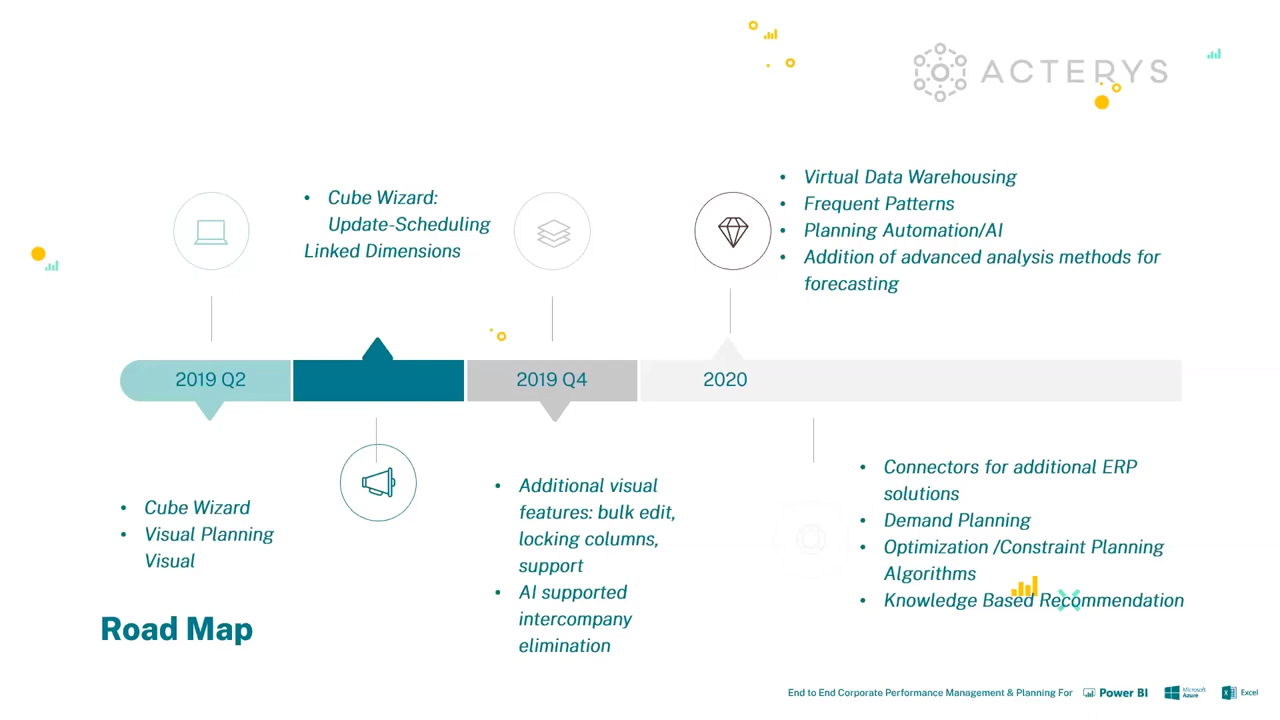 ACTERYS
• Cube Wizard:
Update-Scheduling
Linked Dimensions
• Virtual Data Warehousing
• Frequent Patterns
• Planning Automation/AI
• Addition of advanced analysis methods for
forecasting
2019 Q2
2019 Q4
2020
• Cube Wizard
• Visual Planning
Visual
• Additional visual
features: bulk edit,
locking columns,
support
• AI supported
intercompany
elimination
• Connectors for additional ERP
solutions
• Demand Planning
• Optimization /Constraint Planning
Algorithms
• Knowledge Based Recommendation
Road Map
End to End Corporate Performance Management & Planning For Power BI Microsoft Azure Excel